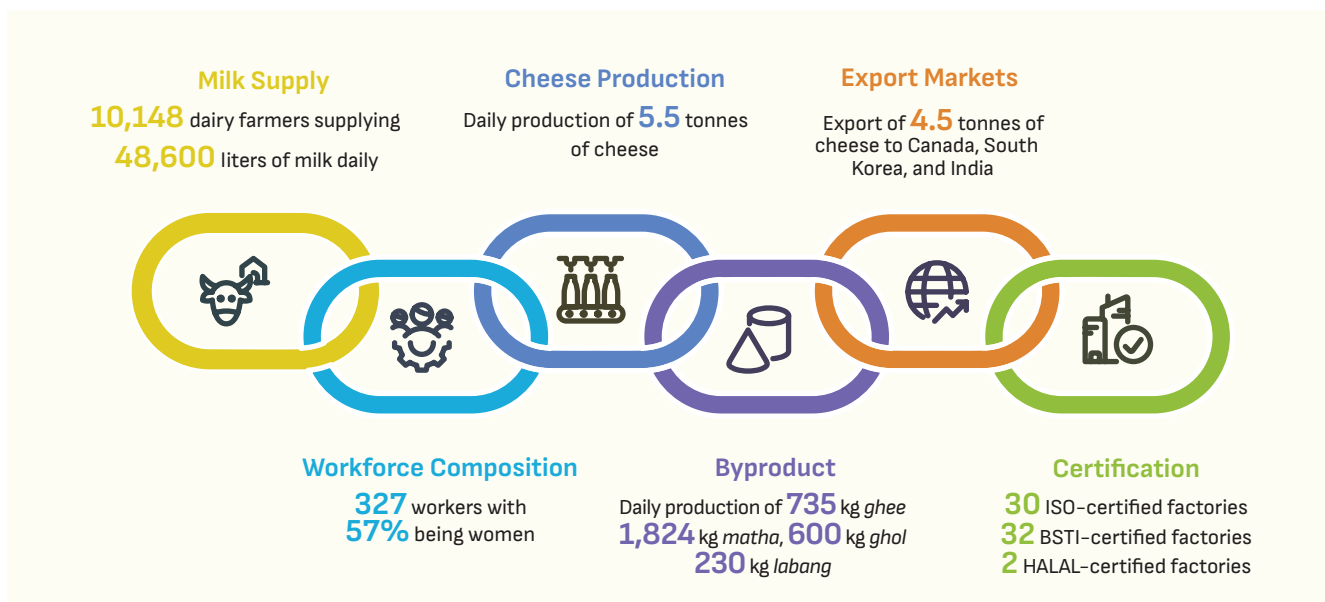 Milk Supply
10,148 dairy farmers supplying
48,600 liters of milk daily
Cheese Production
Daily production of 5.5 tonnes
of cheese
Export Markets
Export of 4.5 tonnes of
cheese to Canada, South
Korea, and India
Workforce Composition
327 workers with
57% being women
Byproduct
Daily production of 735 kg ghee
1,824 kg matha, 600 kg ghol
230 kg labang
Certification
30 ISO-certified factories
32 BSTI-certified factories
2 HALAL-certified factories